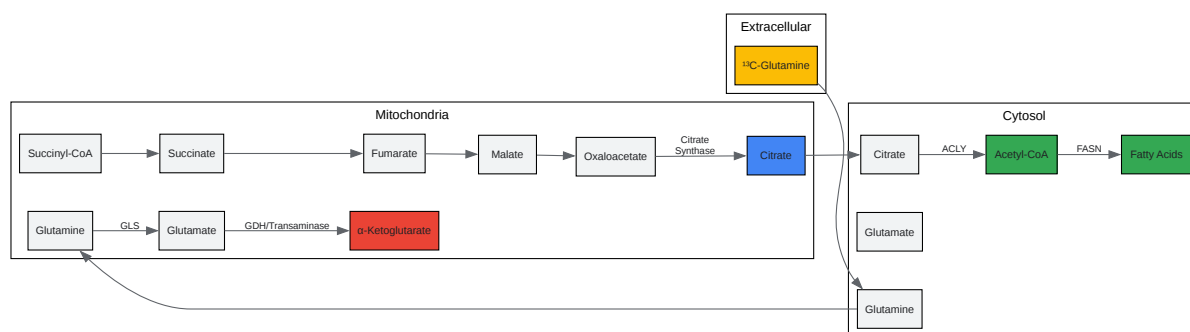 Extracellular
¹³C-Glutamine
Mitochondria
Cytosol
Succinyl-CoA
Succinate
Fumarate
Malate
Oxaloacetate
Citrate
Synthase
Citrate
Citrate
ACLY
Acetyl-CoA
FASN
Fatty Acids
Glutamine
GLS
Glutamate
GDH/Transaminase
α-Ketoglutarate
Glutamate
Glutamine